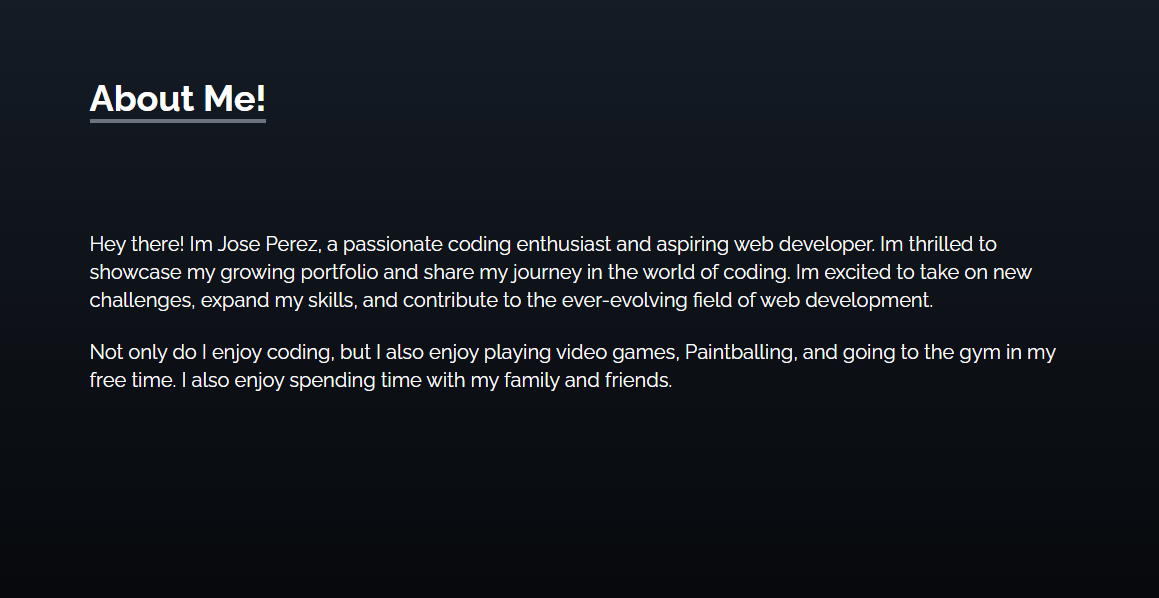 About Me!
Hey there! Im Jose Perez, a passionate coding enthusiast and aspiring web developer. Im thrilled to
showcase my growing portfolio and share my journey in the world of coding. Im excited to take on new
challenges, expand my skills, and contribute to the ever-evolving field of web development.
Not only do I enjoy coding, but I also enjoy playing video games, Paintballing, and going to the gym in my
free time. I also enjoy spending time with my family and friends.